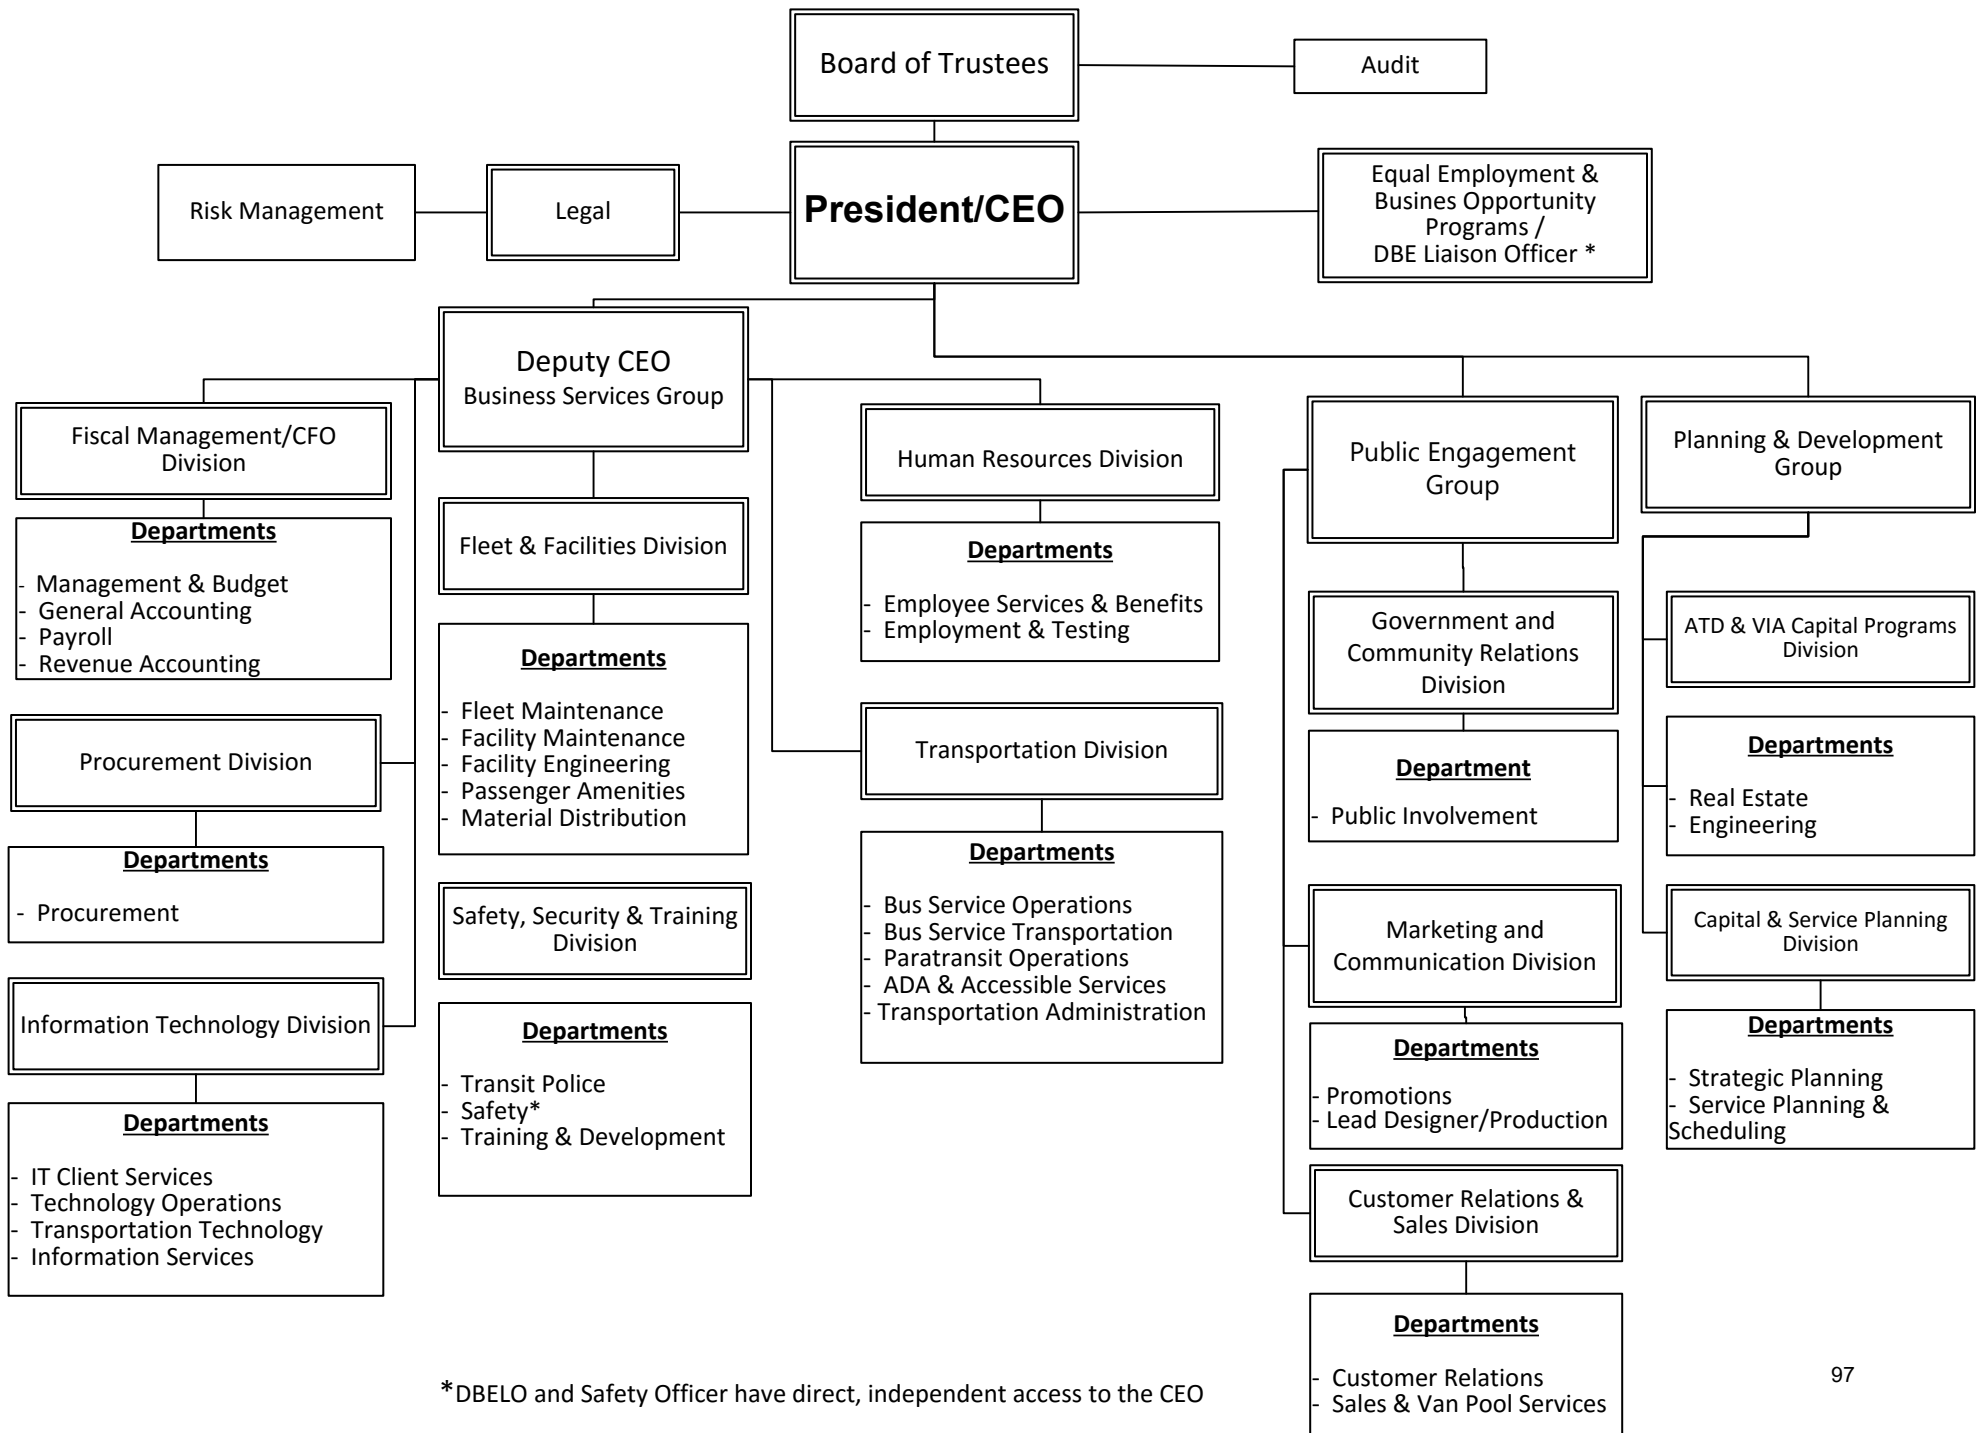 Board of Trustees
Audit
Risk Management
Legal
President/CEO
Equal Employment &
Busines Opportunity
Programs /
DBE Liaison Officer *
Deputy CEO
Business Services Group
Fiscal Management/CFO
Division
Departments
- Management & Budget
- General Accounting
- Payroll
- Revenue Accounting
Procurement Division
Departments
- Procurement
Information Technology Division
Departments
- IT Client Services
- Technology Operations
- Transportation Technology
- Information Services
Fleet & Facilities Division
Departments
- Fleet Maintenance
- Facility Maintenance
- Facility Engineering
- Passenger Amenities
- Material Distribution
Safety, Security & Training
Division
Departments
- Transit Police
- Safety*
- Training & Development
Human Resources Division
Departments
- Employee Services & Benefits
- Employment & Testing
Transportation Division
Departments
- Bus Service Operations
- Bus Service Transportation
- Paratransit Operations
- ADA & Accessible Services
- Transportation Administration
Public Engagement
Group
Government and
Community Relations
Division
Department
- Public Involvement
Marketing and
Communication Division
Departments
- Promotions
- Lead Designer/Production
Customer Relations &
Sales Division
Departments
- Customer Relations
- Sales & Van Pool Services
Planning & Development
Group
ATD & VIA Capital Programs
Division
Departments
- Real Estate
- Engineering
Capital & Service Planning
Division
Departments
- Strategic Planning
- Service Planning &
Scheduling
*DBELO and Safety Officer have direct, independent access to the CEO
97